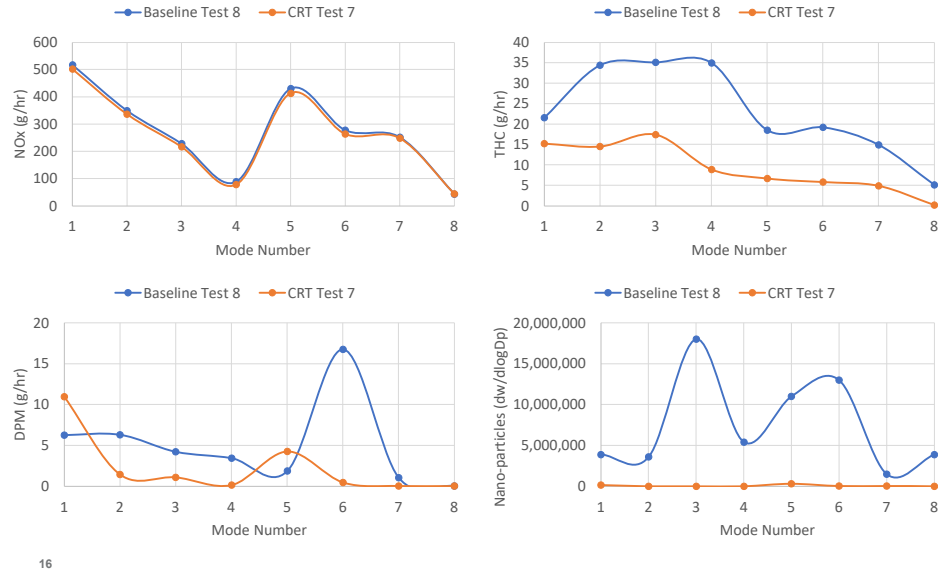 Baseline Test 8 CRT Test 7
NOx (g/hr)
600
500
400
300
200
100
0
1 2 3 4 5 6 7 8
Mode Number
Baseline Test 8 CRT Test 7
THC (g/hr)
40
35
30
25
20
15
10
5
0
1 2 3 4 5 6 7 8
Mode Number
Baseline Test 8 CRT Test 7
DPM (g/hr)
20
15
10
5
0
1 2 3 4 5 6 7 8
Mode Number
Baseline Test 8 CRT Test 7
Nano-particles (dw/dlogDp)
20,000,000
15,000,000
10,000,000
5,000,000
0
1 2 3 4 5 6 7 8
Mode Number
16